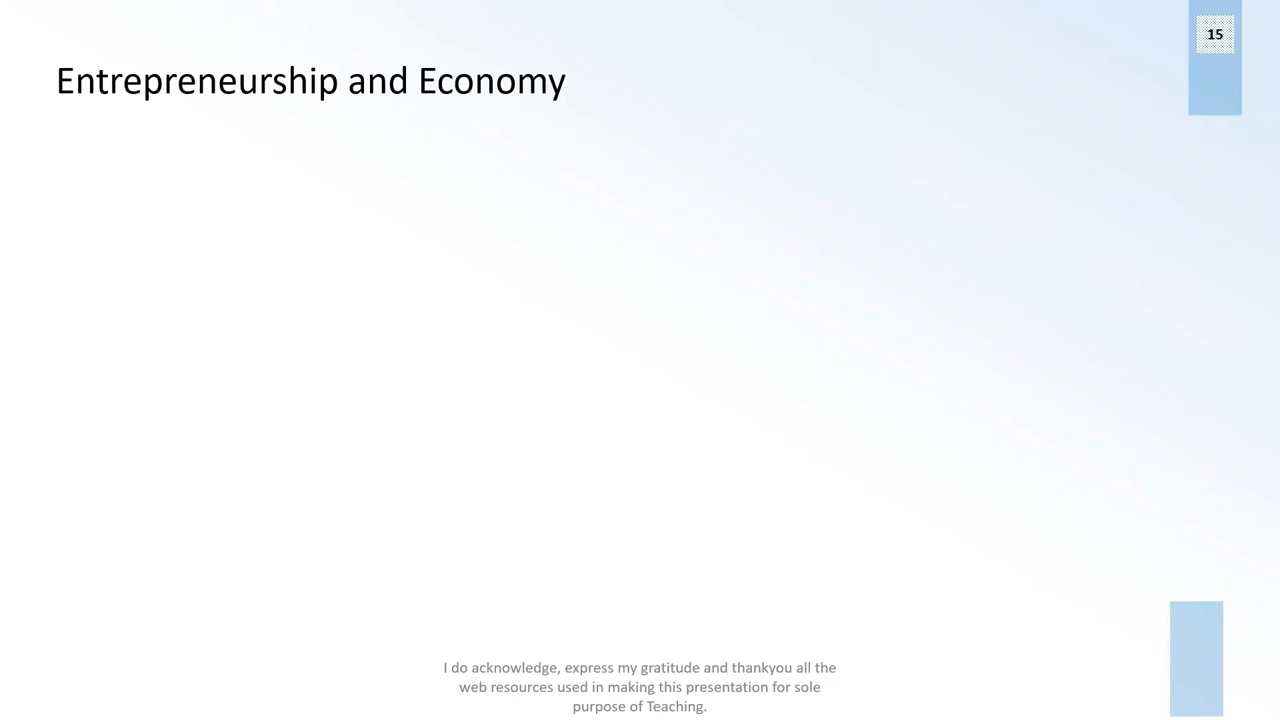 15
Entrepreneurship and Economy
I do acknowledge, express my gratitude and thankyou all the
web resources used in making this presentation for sole
purpose of Teaching.